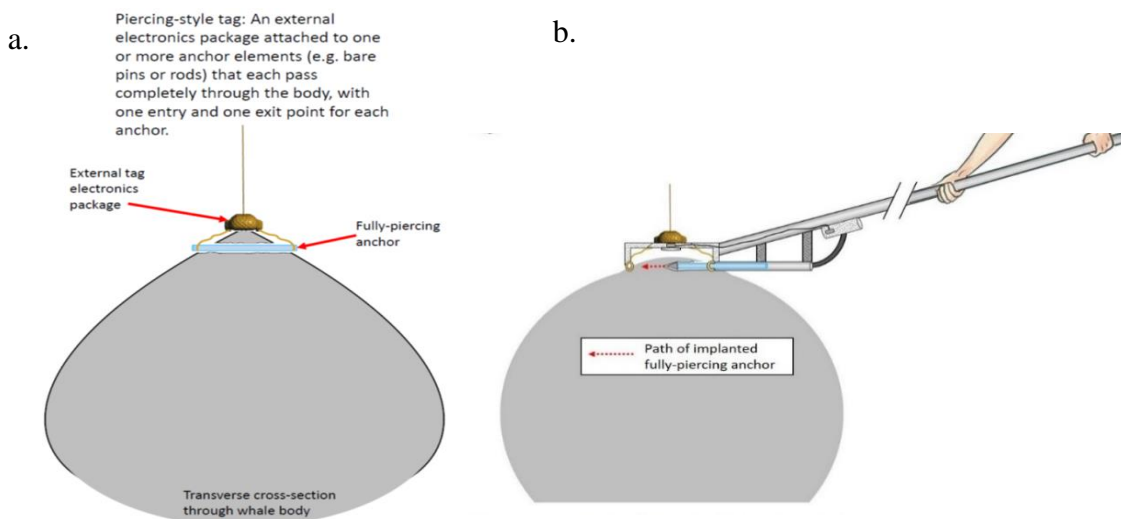 a.
Piercing-style tag: An external
electronics package attached to one
or more anchor elements (e.g. bare
pins or rods) that each pass
completely through the body, with
one entry and one exit point for each
anchor.
External tag
electronics
package
Fully-piercing
anchor
Transverse cross-section
through whale body
b.
Path of implanted
fully-piercing anchor